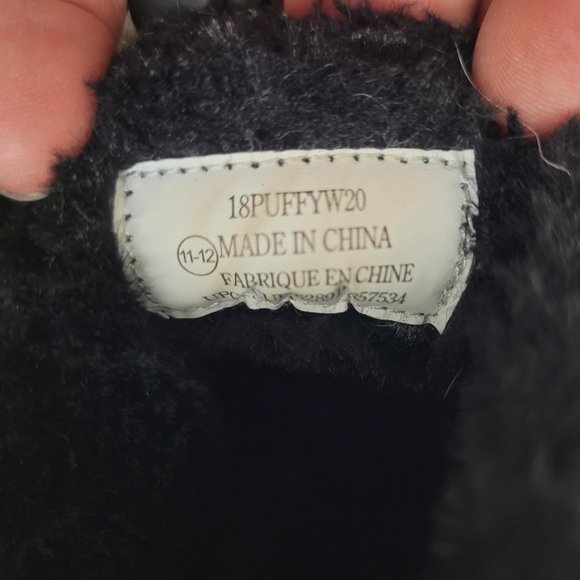 18PUFFYW20
11-12 MADE IN CHINA
FABRIQUE EN CHINE